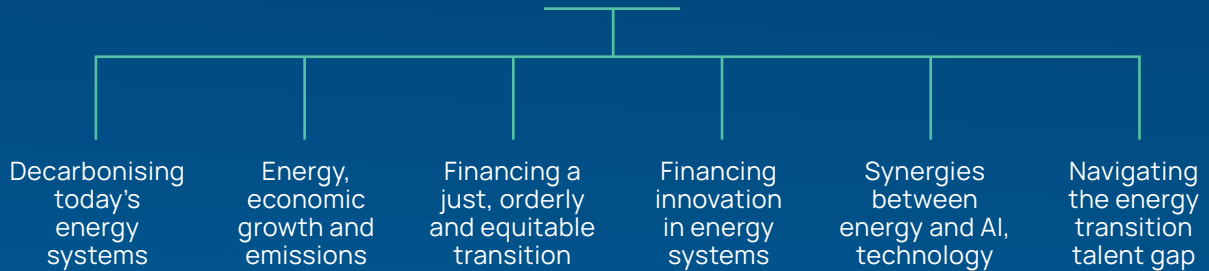 Decarbonising
today's
energy
systems
Energy,
economic
growth and
emissions
Financing a
just, orderly
and equitable
transition
Financing
innovation
in energy
systems
Synergies
between
energy and AI,
technology
Navigating
the energy
transition
talent gap